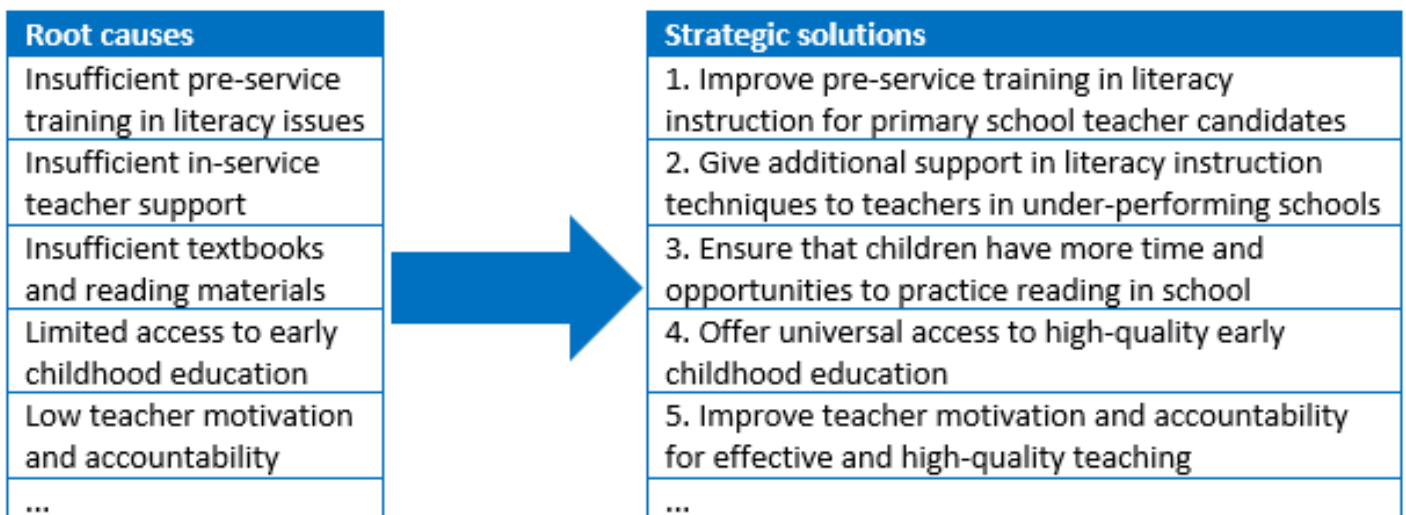 Root causes
Insufficient pre-service
training in literacy issues
Insufficient in-service
teacher support
Insufficient textbooks
and reading materials
Limited access to early
childhood education
Low teacher motivation
and accountability
...
Strategic solutions
1. Improve pre-service training in literacy
instruction for primary school teacher candidates
2. Give additional support in literacy instruction
techniques to teachers in under-performing schools
3. Ensure that children have more time and
opportunities to practice reading in school
4. Offer universal access to high-quality early
childhood education
5. Improve teacher motivation and accountability
for effective and high-quality teaching
...